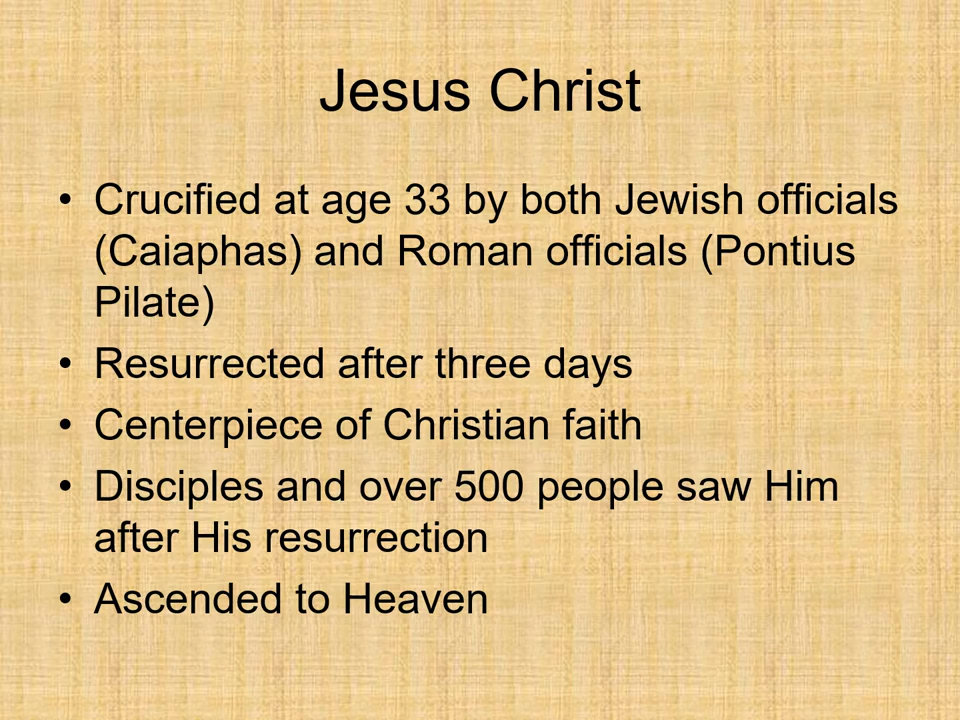 Jesus Christ
• Crucified at age 33 by both Jewish officials
(Caiaphas) and Roman officials (Pontius
Pilate)
• Resurrected after three days
• Centerpiece of Christian faith
• Disciples and over 500 people saw Him
after His resurrection
• Ascended to Heaven